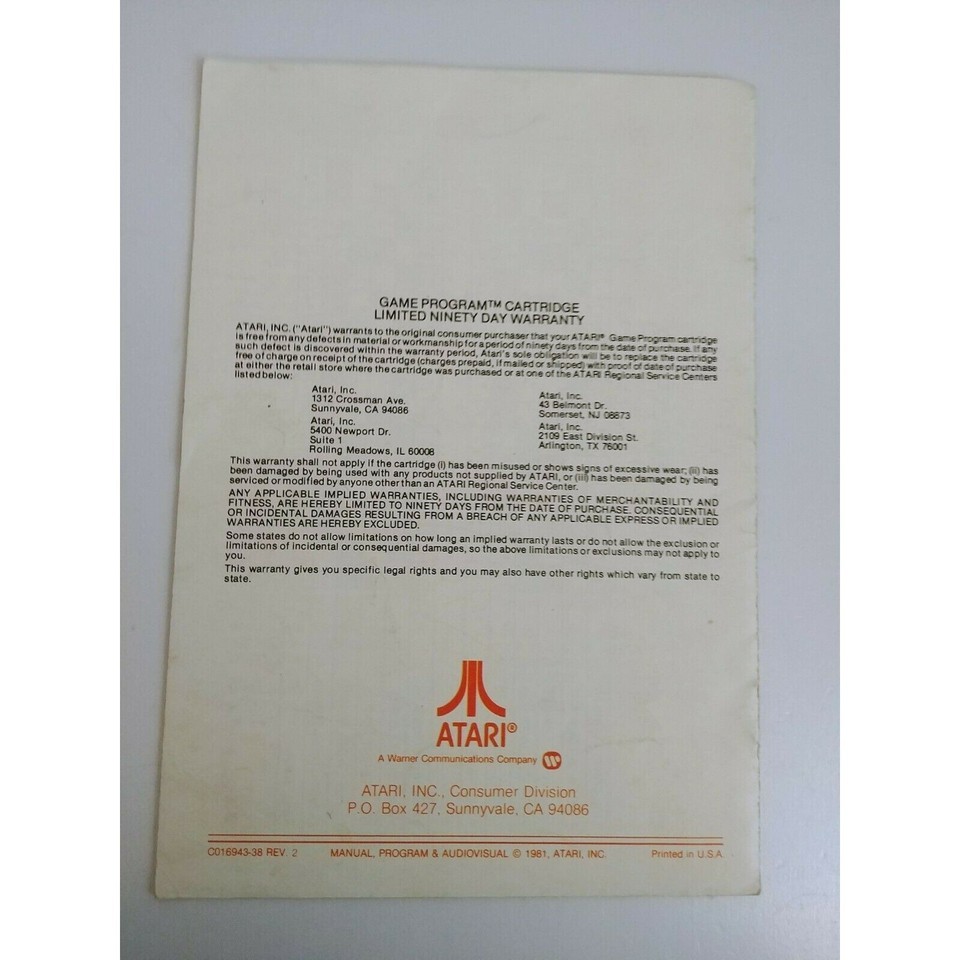 GAME PROGRAM™ CARTRIDGE
LIMITED NINETY DAY WARRANTY
ATARI, INC. ("Atari") warrants to the original consumer purchaser that your ATARI® Game Program cartridge
is free from any defects in material or workmanship for a period of ninety days from the date of purchase. If any
such defect is discovered within the warranty period, Atari's sole obligation will be to replace the cartridge
free of charge on receipt of the cartridge (charges prepaid, if mailed or shipped) with proof of date of purchase
at either the retail store where the cartridge was purchased or at one of the ATARI Regional Service Centers
listed below:
Atari, Inc.
1312 Crossman Ave.
Sunnyvale, CA 94086
Atari, Inc.
5400 Newport Dr.
Suite 1
Rolling Meadows, IL 60008
Atari, Inc.
43 Belmont Dr.
Somerset, NJ 08873
Atari, Inc.
2109 East Division St.
Arlington, TX 76001
This warranty shall not apply if the cartridge (i) has been misused or shows signs of excessive wear; (ii) has
been damaged by being used with any products not supplied by ATARI, or (iii) has been damaged by being
serviced or modified by anyone other than an ATARI Regional Service Center.
ANY APPLICABLE IMPLIED WARRANTIES, INCLUDING WARRANTIES OF MERCHANTABILITY AND
FITNESS, ARE HEREBY LIMITED TO NINETY DAYS FROM THE DATE OF PURCHASE. CONSEQUENTIAL
OR INCIDENTAL DAMAGES RESULTING FROM A BREACH OF ANY APPLICABLE EXPRESS OR IMPLIED
WARRANTIES ARE HEREBY EXCLUDED.
Some states do not allow limitations on how long an implied warranty lasts or do not allow the exclusion or
limitations of incidental or consequential damages, so the above limitations or exclusions may not apply to
you.
This warranty gives you specific legal rights and you may also have other rights which vary from state to
state.
ATARI®
A Warner Communications Company
ATARI, INC., Consumer Division
P.O. Box 427, Sunnyvale, CA 94086
C016943-38 REV. 2 MANUAL, PROGRAM & AUDIOVISUAL © 1981, ATARI, INC. Printed in U.S.A.